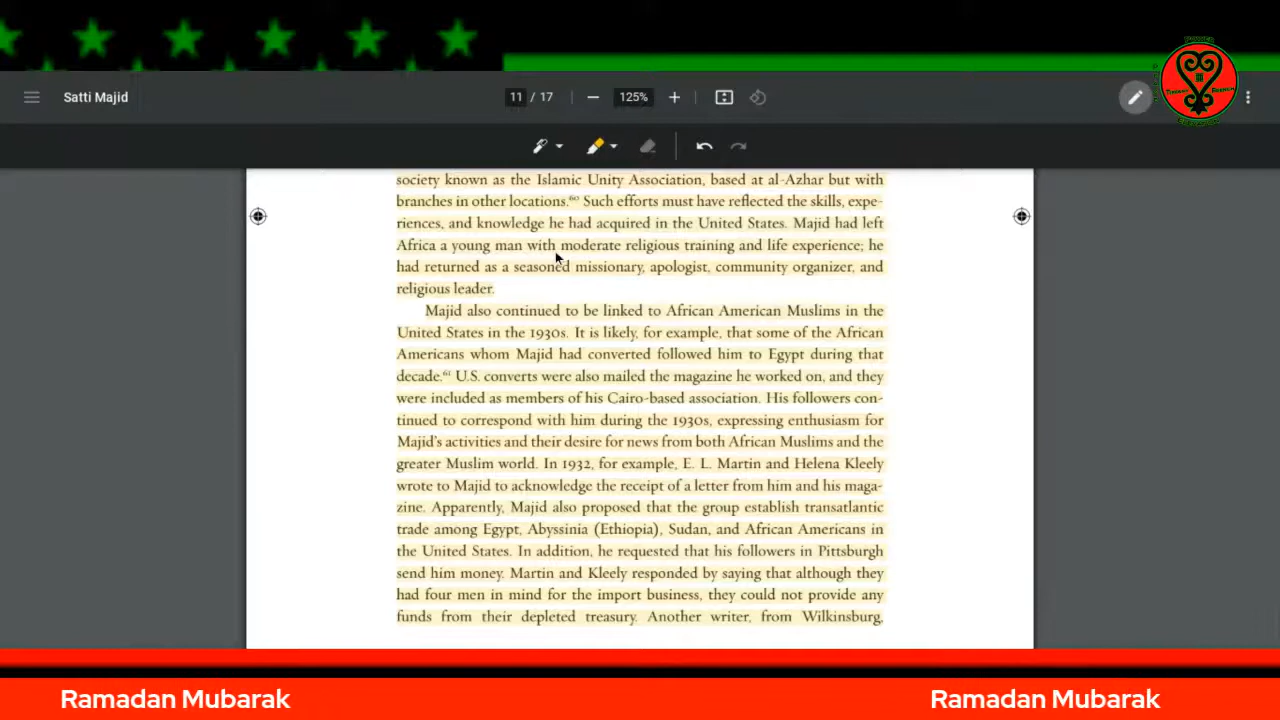 Satti Majid
11 / 17
125%
society known as the Islamic Unity Association, based at al-Azhar but with
branches in other locations.⁶⁰ Such efforts must have reflected the skills, expe-
riences, and knowledge he had acquired in the United States. Majid had left
Africa a young man with moderate religious training and life experience; he
had returned as a seasoned missionary, apologist, community organizer, and
religious leader.
Majid also continued to be linked to African American Muslims in the
United States in the 1930s. It is likely, for example, that some of the African
Americans whom Majid had converted followed him to Egypt during that
decade.⁶¹ U.S. converts were also mailed the magazine he worked on, and they
were included as members of his Cairo-based association. His followers con-
tinued to correspond with him during the 1930s, expressing enthusiasm for
Majid's activities and their desire for news from both African Muslims and the
greater Muslim world. In 1932, for example, E. L. Martin and Helena Kleely
wrote to Majid to acknowledge the receipt of a letter from him and his maga-
zine. Apparently, Majid also proposed that the group establish transatlantic
trade among Egypt, Abyssinia (Ethiopia), Sudan, and African Americans in
the United States. In addition, he requested that his followers in Pittsburgh
send him money. Martin and Kleely responded by saying that although they
had four men in mind for the import business, they could not provide any
funds from their depleted treasury. Another writer, from Wilkinsburg,
Ramadan Mubarak
Ramadan Mubarak